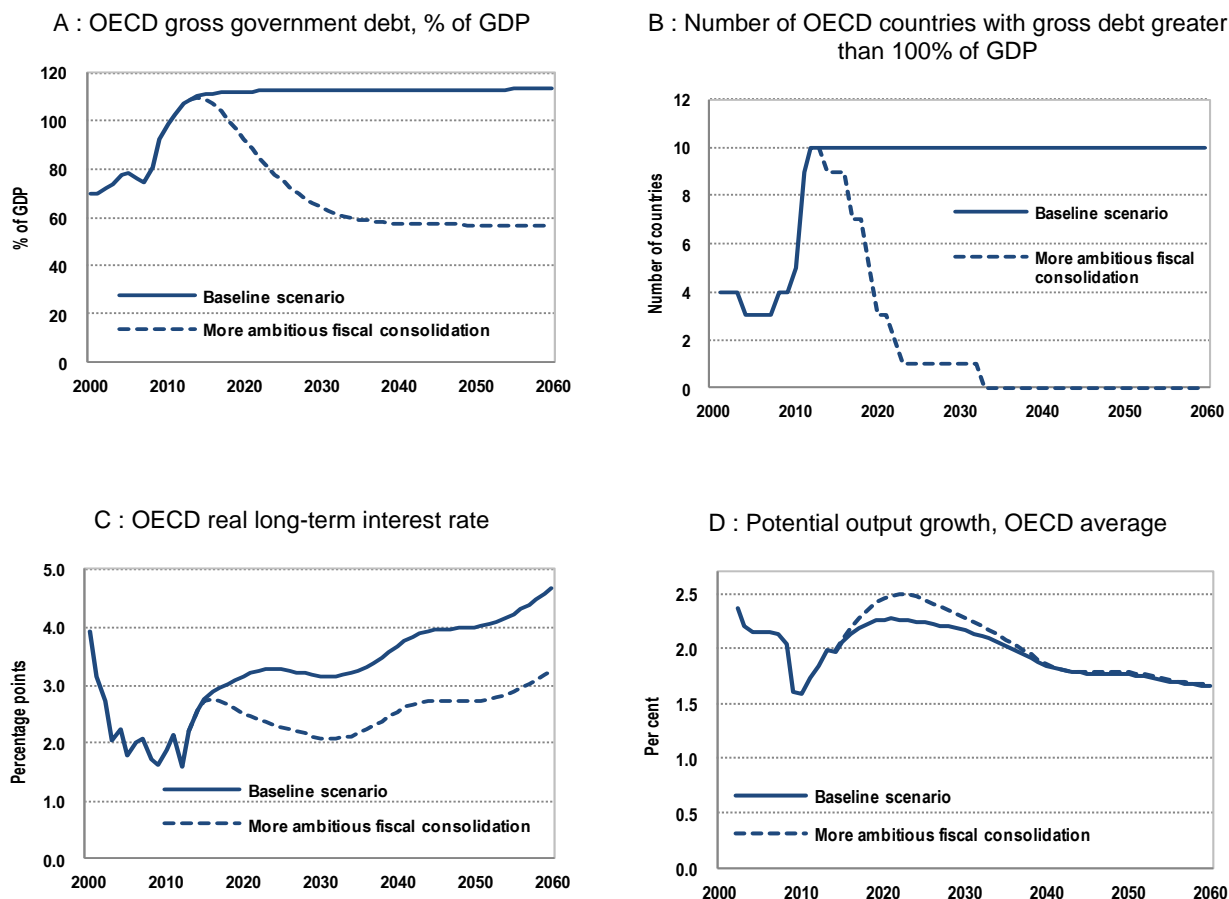 A : OECD gross government debt, % of GDP
% of GDP
120
100
80
60
40
20
0
Baseline scenario
More ambitious fiscal consolidation
2000 2010 2020 2030 2040 2050 2060
B : Number of OECD countries with gross debt greater
than 100% of GDP
Number of countries
12
10
8
6
4
2
0
Baseline scenario
More ambitious fiscal
consolidation
2000 2010 2020 2030 2040 2050 2060
C : OECD real long-term interest rate
Percentage points
5.0
4.0
3.0
2.0
1.0
0.0
Baseline scenario
More ambitious fiscal consolidation
2000 2010 2020 2030 2040 2050 2060
D : Potential output growth, OECD average
Per cent
2.5
2.0
1.5
1.0
0.5
0.0
Baseline scenario
More ambitious fiscal consolidation
2000 2010 2020 2030 2040 2050 2060